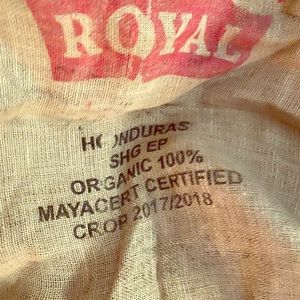 ROYAL
HONDURAS
SHG EP
ORGANIC 100%
MAYACERT CERTIFIED
CROP 2017/2018